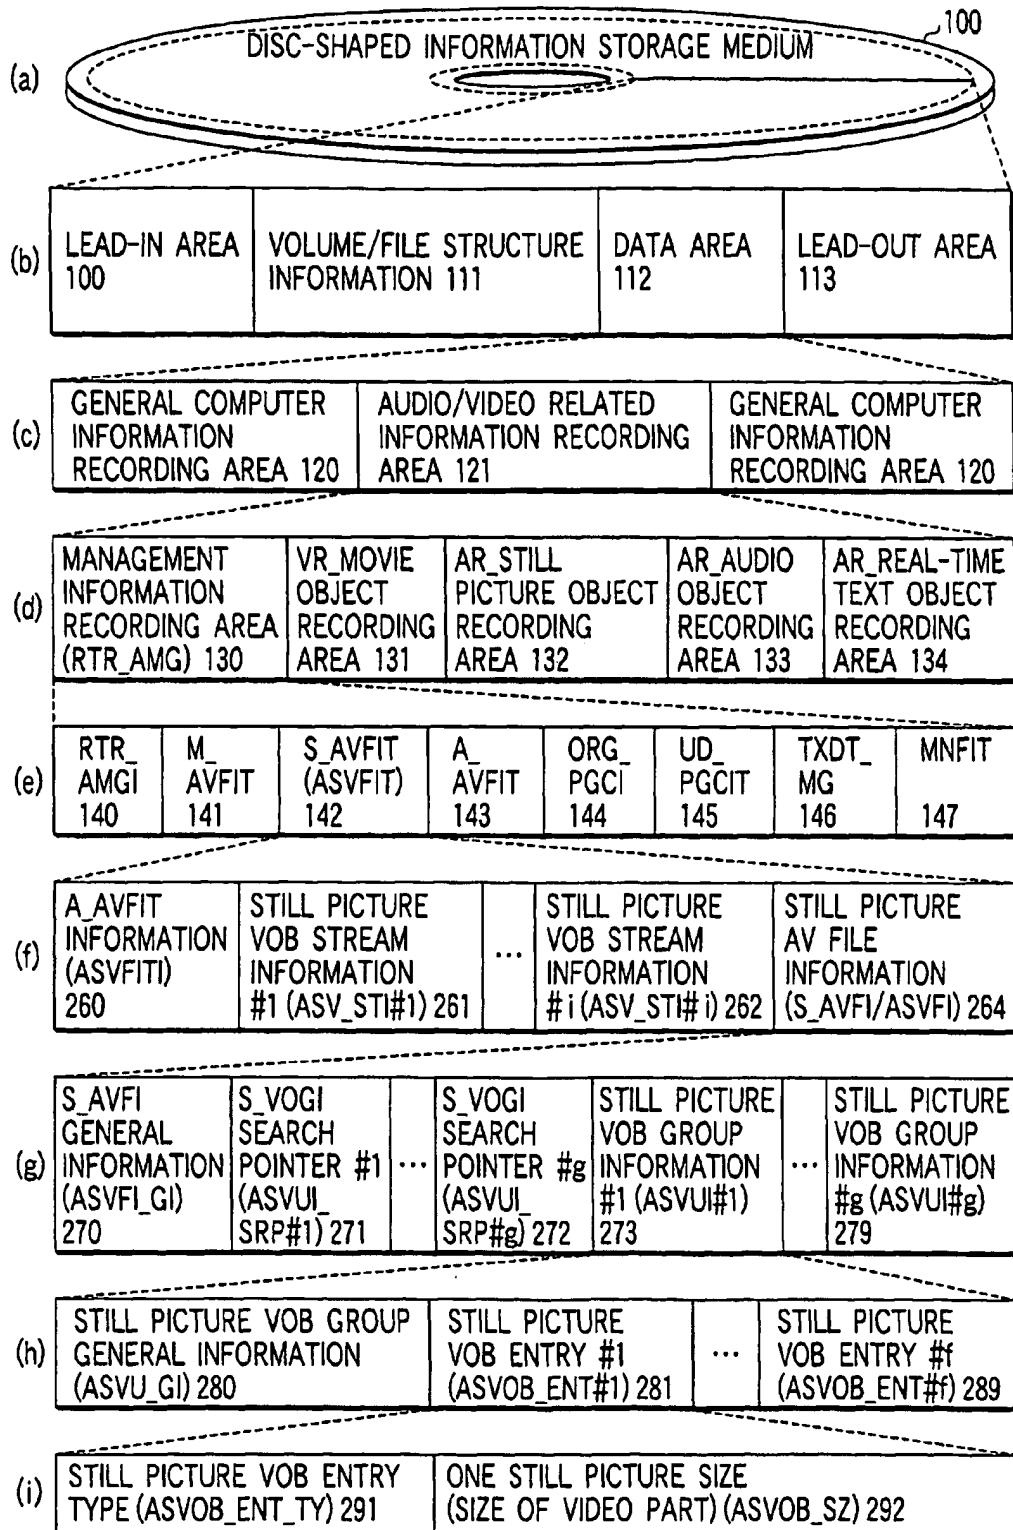 100
DISC-SHAPED INFORMATION STORAGE MEDIUM
(a)
(b)
LEAD-IN AREA
100
VOLUME/FILE STRUCTURE
INFORMATION 111
DATA AREA
112
LEAD-OUT AREA
113
(c)
GENERAL COMPUTER
INFORMATION
RECORDING AREA 120
AUDIO/VIDEO RELATED
INFORMATION RECORDING
AREA 121
GENERAL COMPUTER
INFORMATION
RECORDING AREA 120
(d)
MANAGEMENT
INFORMATION
RECORDING AREA
(RTR_AMG) 130
VR_MOVIE
OBJECT
RECORDING
AREA 131
AR_STILL
PICTURE OBJECT
RECORDING
AREA 132
AR_AUDIO
OBJECT
RECORDING
AREA 133
AR_REAL-TIME
TEXT OBJECT
RECORDING
AREA 134
(e)
RTR_
AMGI
140
M_
AVFIT
141
S_AVFIT
(ASVFIT)
142
A_
AVFIT
143
ORG_
PGCI
144
UD_
PGCIT
145
TXDT_
MG
146
MNFIT
147
(f)
A_AVFIT
INFORMATION
(ASVFITI)
260
STILL PICTURE
VOB STREAM
INFORMATION
#1 (ASV_STI#1) 261
...
STILL PICTURE
VOB STREAM
INFORMATION
#i (ASV_STI#i) 262
STILL PICTURE
AV FILE
INFORMATION
(S_AVFI/ASVFI) 264
(g)
S_AVFI
GENERAL
INFORMATION
(ASVFI_GI)
270
S_VOGI
SEARCH
POINTER #1
(ASVUI_
SRP#1) 271
...
S_VOGI
SEARCH
POINTER #g
(ASVUI_
SRP#g) 272
STILL PICTURE
VOB GROUP
INFORMATION
#1 (ASVUI#1)
273
...
STILL PICTURE
VOB GROUP
INFORMATION
#g (ASVUI#g)
279
(h)
STILL PICTURE VOB GROUP
GENERAL INFORMATION
(ASVU_GI) 280
STILL PICTURE
VOB ENTRY #1
(ASVOB_ENT#1) 281
...
STILL PICTURE
VOB ENTRY #f
(ASVOB_ENT#f) 289
(i)
STILL PICTURE VOB ENTRY
TYPE (ASVOB_ENT_TY) 291
ONE STILL PICTURE SIZE
(SIZE OF VIDEO PART) (ASVOB_SZ) 292